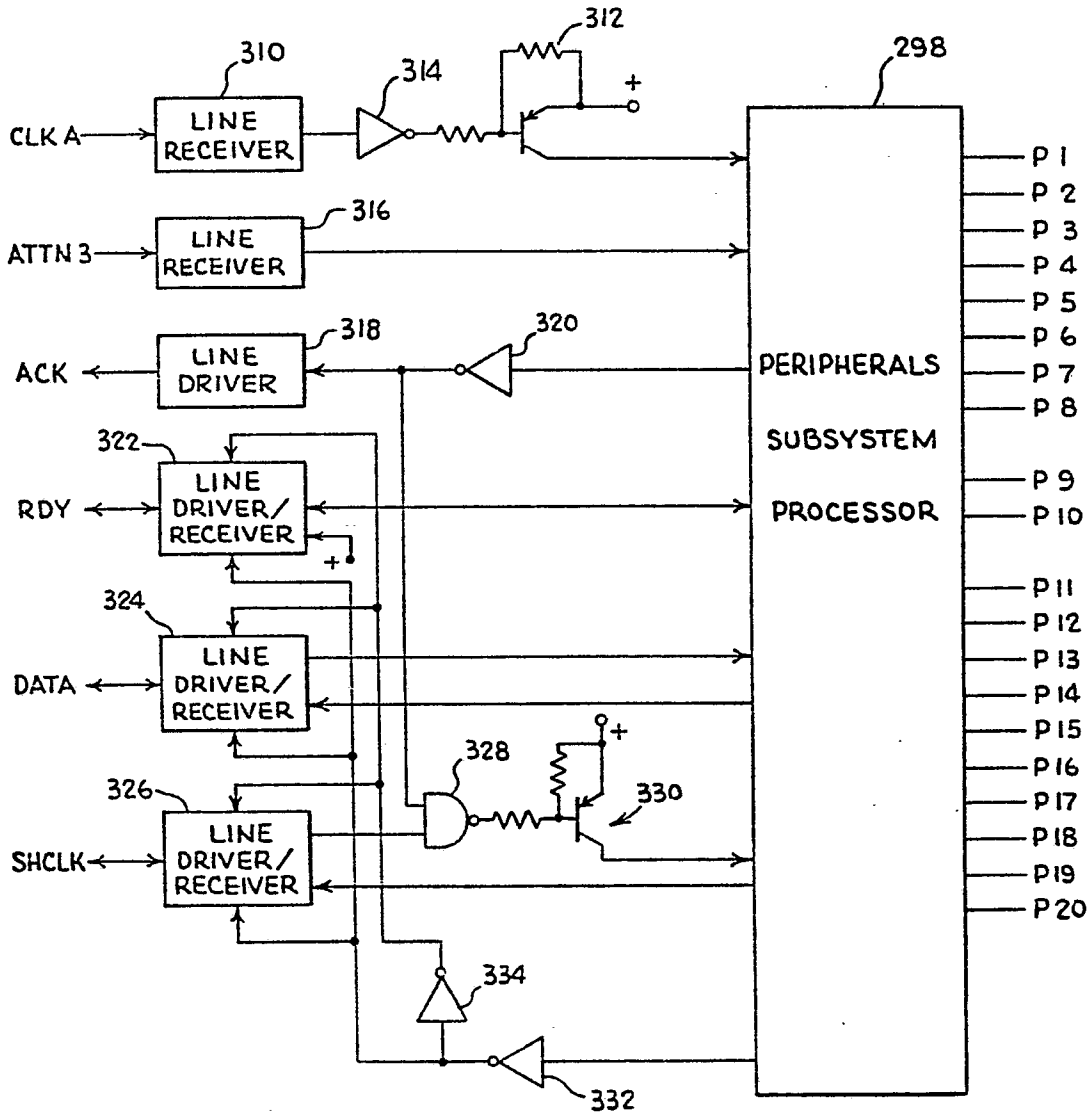 312
310
314
298
+
CLK A
LINE
RECEIVER
P 1
P 2
316
P 3
ATTN 3
LINE
RECEIVER
P 4
P 5
318
320
P 6
ACK
LINE
DRIVER
PERIPHERALS
P 7
P 8
322
SUBSYSTEM
LINE
DRIVER/
RECEIVER
P 9
RDY
PROCESSOR
P 10
+
P 11
324
P 12
LINE
DRIVER/
RECEIVER
P 13
DATA
P 14
+
P 15
328
P 16
326
330
P 17
LINE
DRIVER/
RECEIVER
P 18
SHCLK
P 19
P 20
334
332